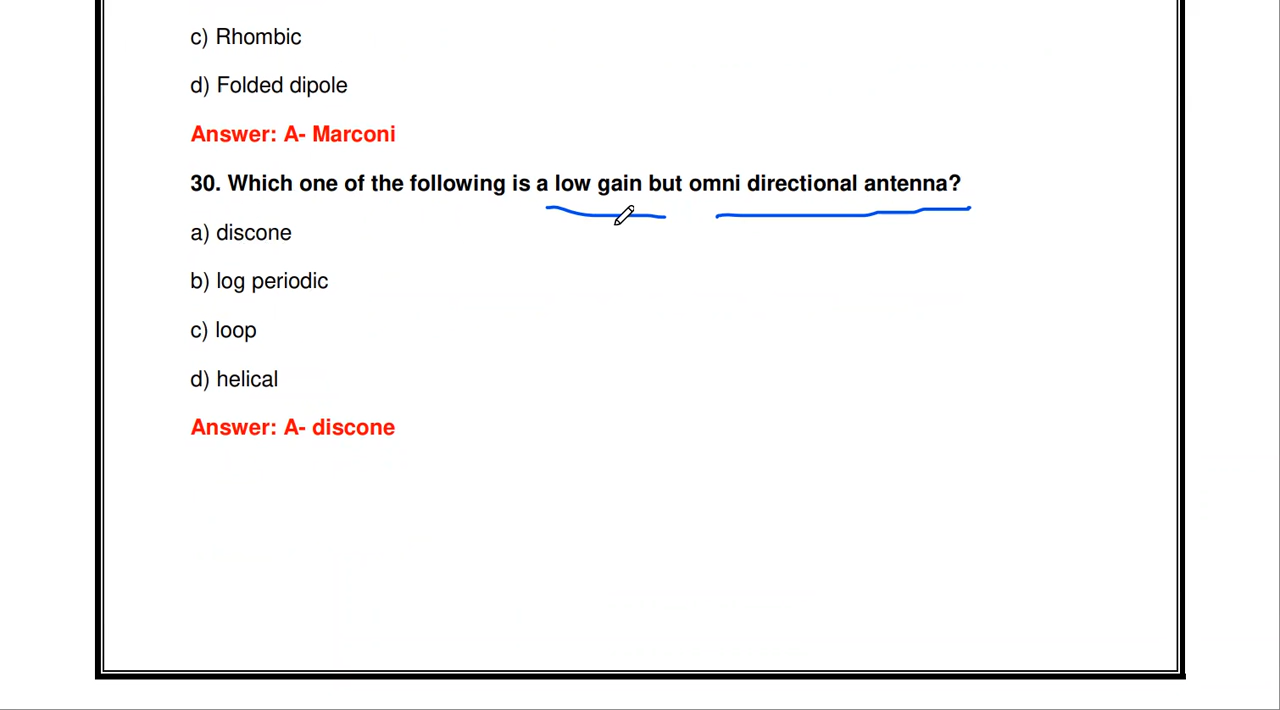 c) Rhombic
d) Folded dipole
Answer: A- Marconi
30. Which one of the following is a low gain but omni directional antenna?
a) discone
b) log periodic
c) loop
d) helical
Answer: A- discone